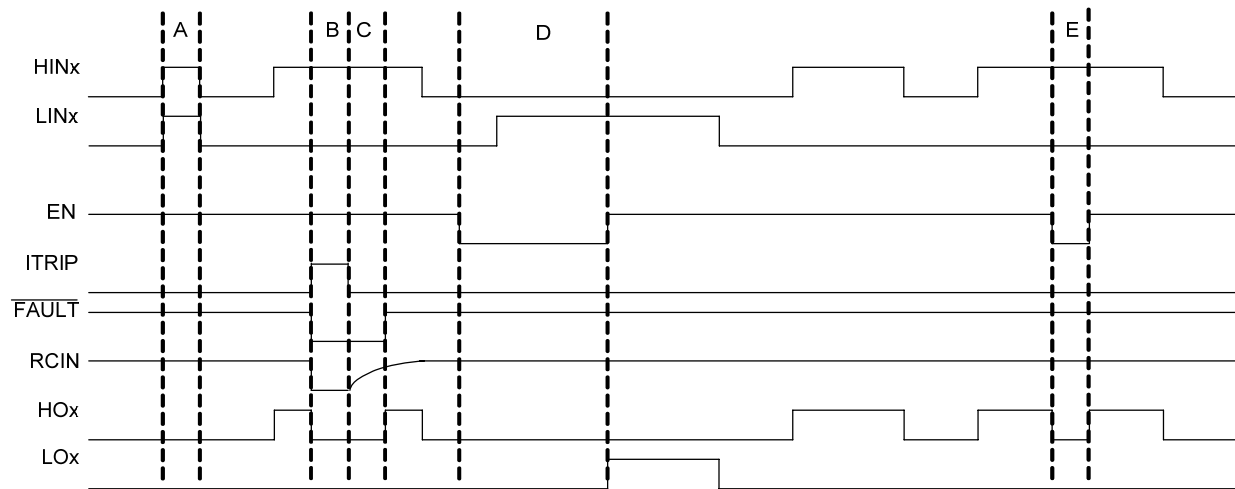 A B C D E
HINx
LINx
EN
ITRIP
FAULT
RCIN
HOx
LOx